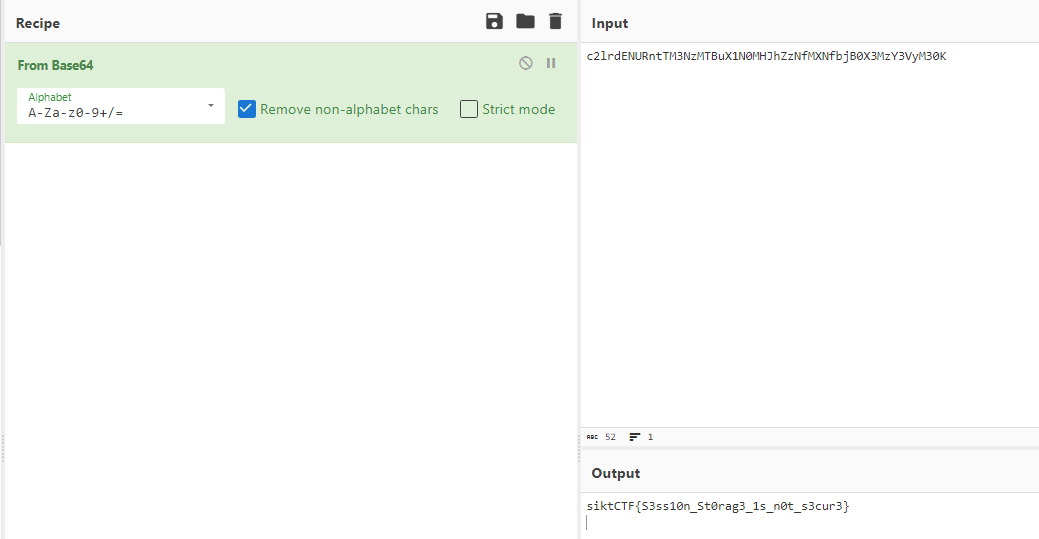 Recipe
From Base64
Alphabet
A-Za-z0-9+/=
Remove non-alphabet chars
Strict mode
Input
c2lrdENURntTM3NzMTBuX1N0MHJhZzNfMXNfbjB0X3MzY3VyM30K
ABC 52 1
Output
siktCTF{S3ss10n_St0rag3_1s_n0t_s3cur3}